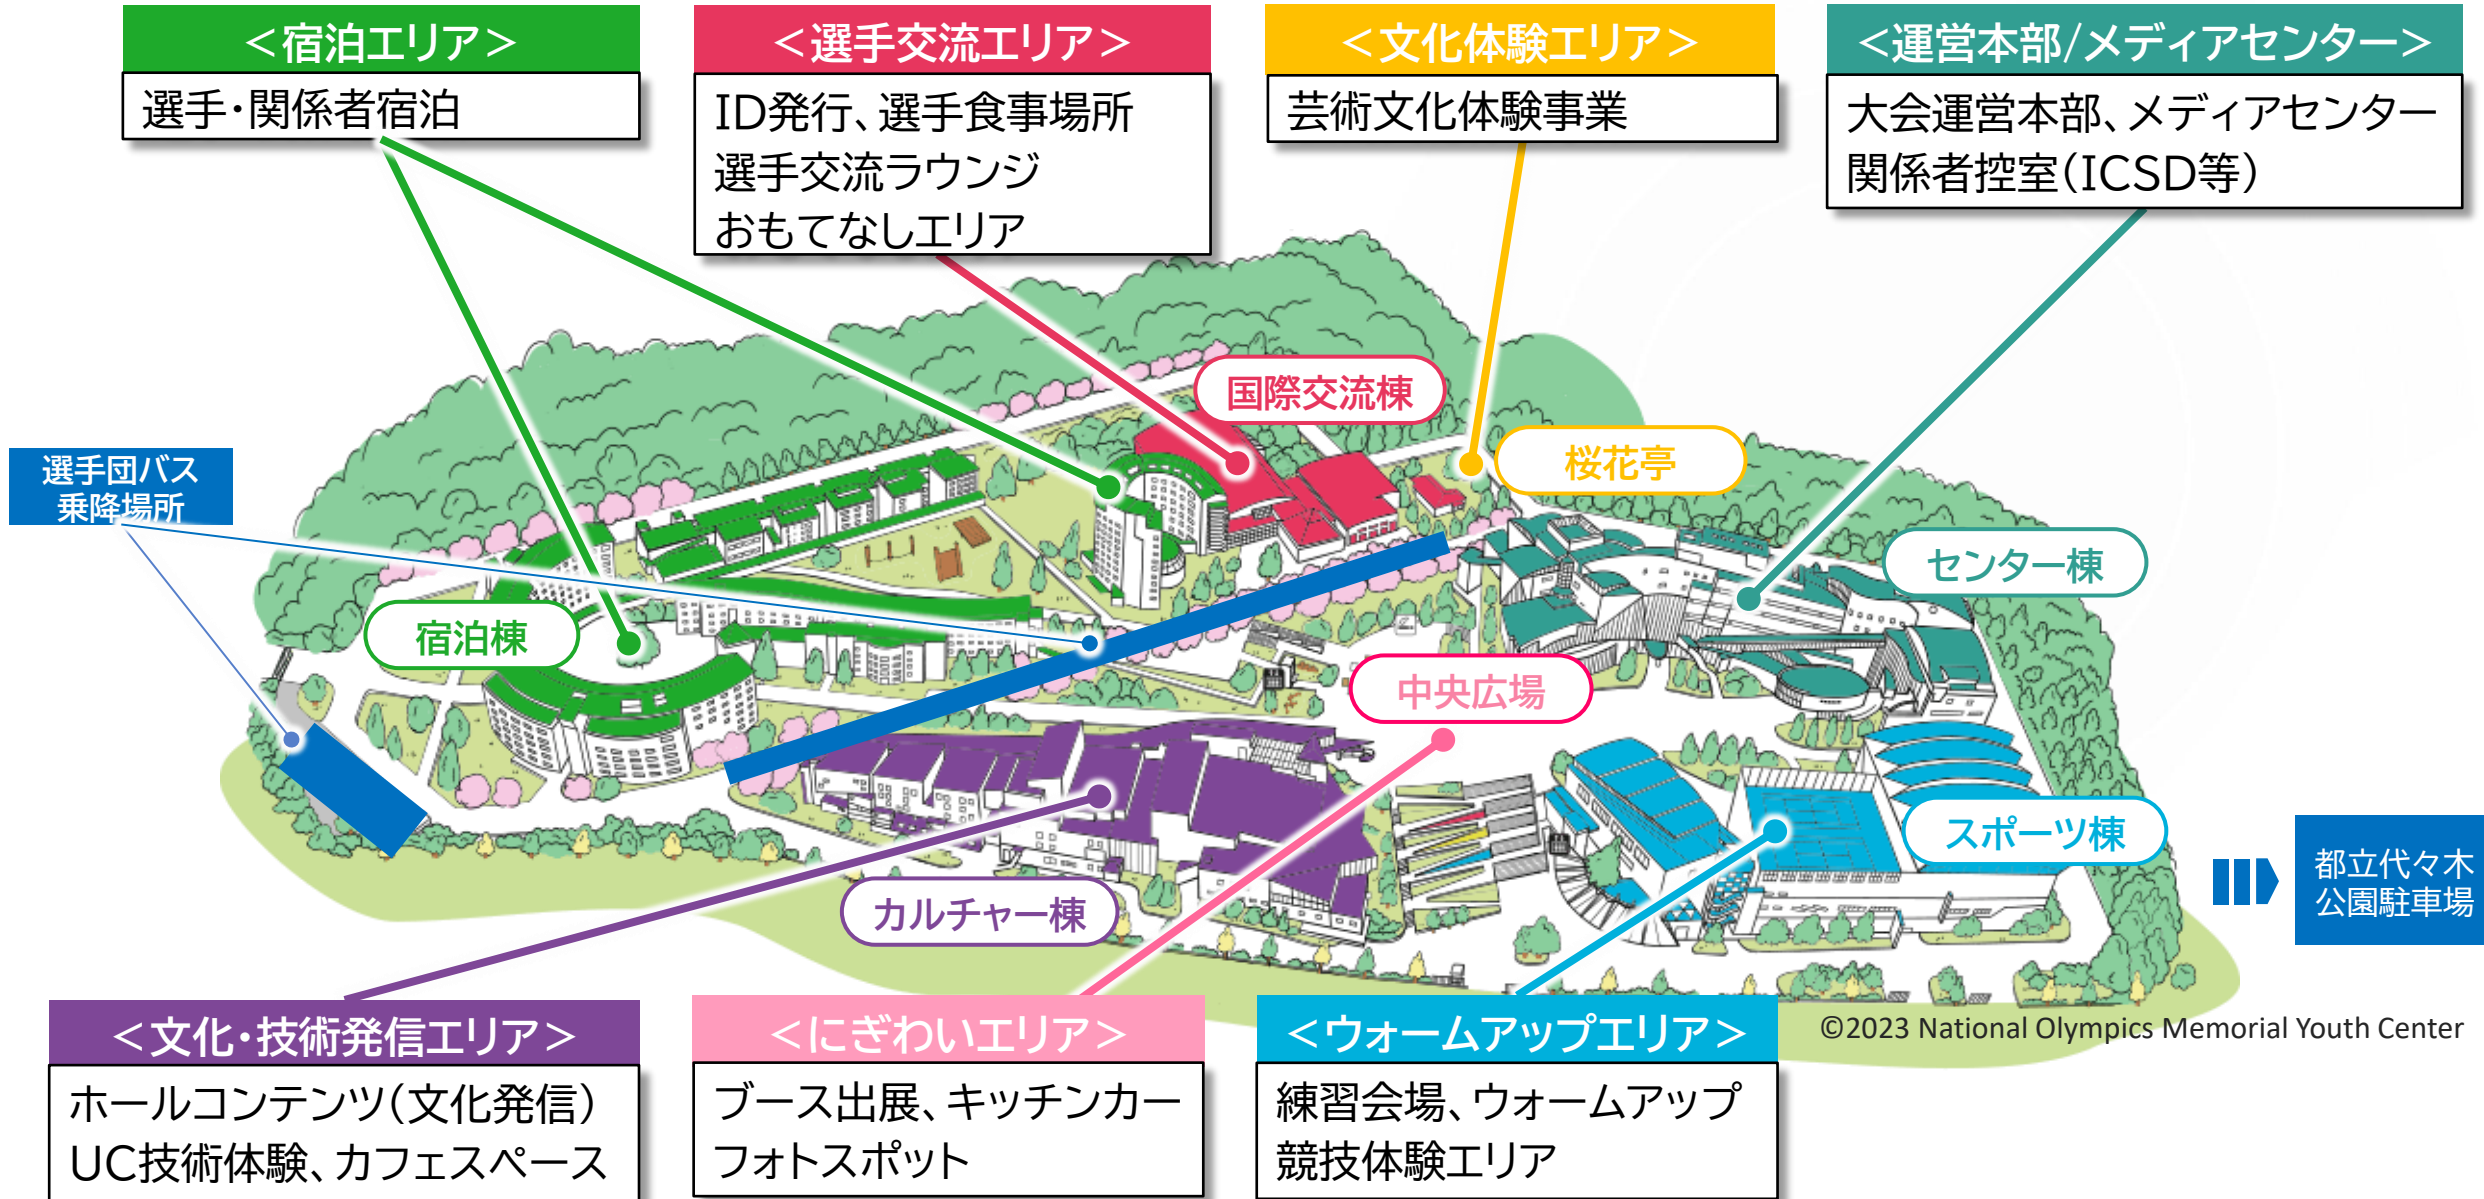 ＜宿泊エリア＞
選手・関係者宿泊
＜選手交流エリア＞
ID発行、選手食事場所
選手交流ラウンジ
おもてなしエリア
＜文化体験エリア＞
芸術文化体験事業
＜運営本部/メディアセンター＞
大会運営本部、メディアセンター
関係者控室（ICSD等）
国際交流棟
桜花亭
選手団バス
乗降場所
センター棟
宿泊棟
中央広場
スポーツ棟
都立代々木
公園駐車場
カルチャー棟
＜文化・技術発信エリア＞
ホールコンテンツ（文化発信）
UC技術体験、カフェスペース
＜にぎわいエリア＞
ブース出展、キッチンカー
フォトスポット
＜ウォームアップエリア＞
練習会場、ウォームアップ
競技体験エリア
©2023 National Olympics Memorial Youth Center